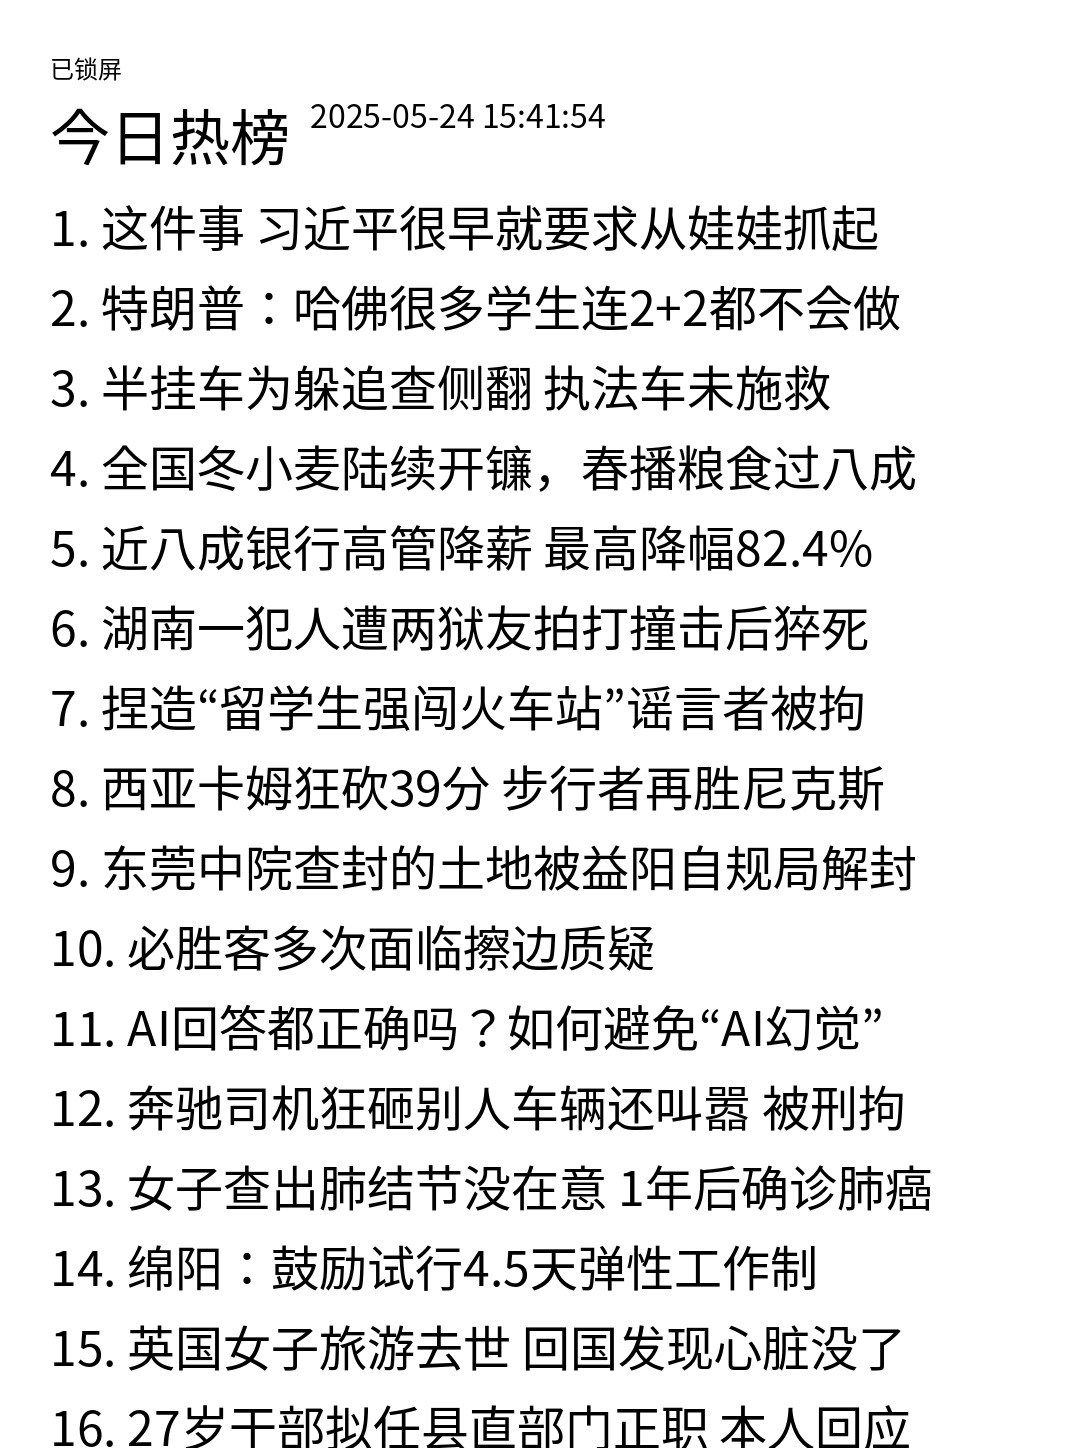 已锁屏
今日热榜 2025-05-24 15:41:54
1. 这件事 习近平很早就要求从娃娃抓起
2. 特朗普：哈佛很多学生连2+2都不会做
3. 半挂车为躲追查侧翻 执法车未施救
4. 全国冬小麦陆续开镰，春播粮食过八成
5. 近八成银行高管降薪 最高降幅82.4%
6. 湖南一犯人遭两狱友拍打撞击后猝死
7. 捏造“留学生强闯火车站”谣言者被拘
8. 西亚卡姆狂砍39分 步行者再胜尼克斯
9. 东莞中院查封的土地被益阳自规局解封
10. 必胜客多次面临擦边质疑
11. AI回答都正确吗？如何避免“AI幻觉”
12. 奔驰司机狂砸别人车辆还叫嚣 被刑拘
13. 女子查出肺结节没在意 1年后确诊肺癌
14. 绵阳：鼓励试行4.5天弹性工作制
15. 英国女子旅游去世 回国发现心脏没了
16. 27岁干部拟任县直部门正职 本人回应